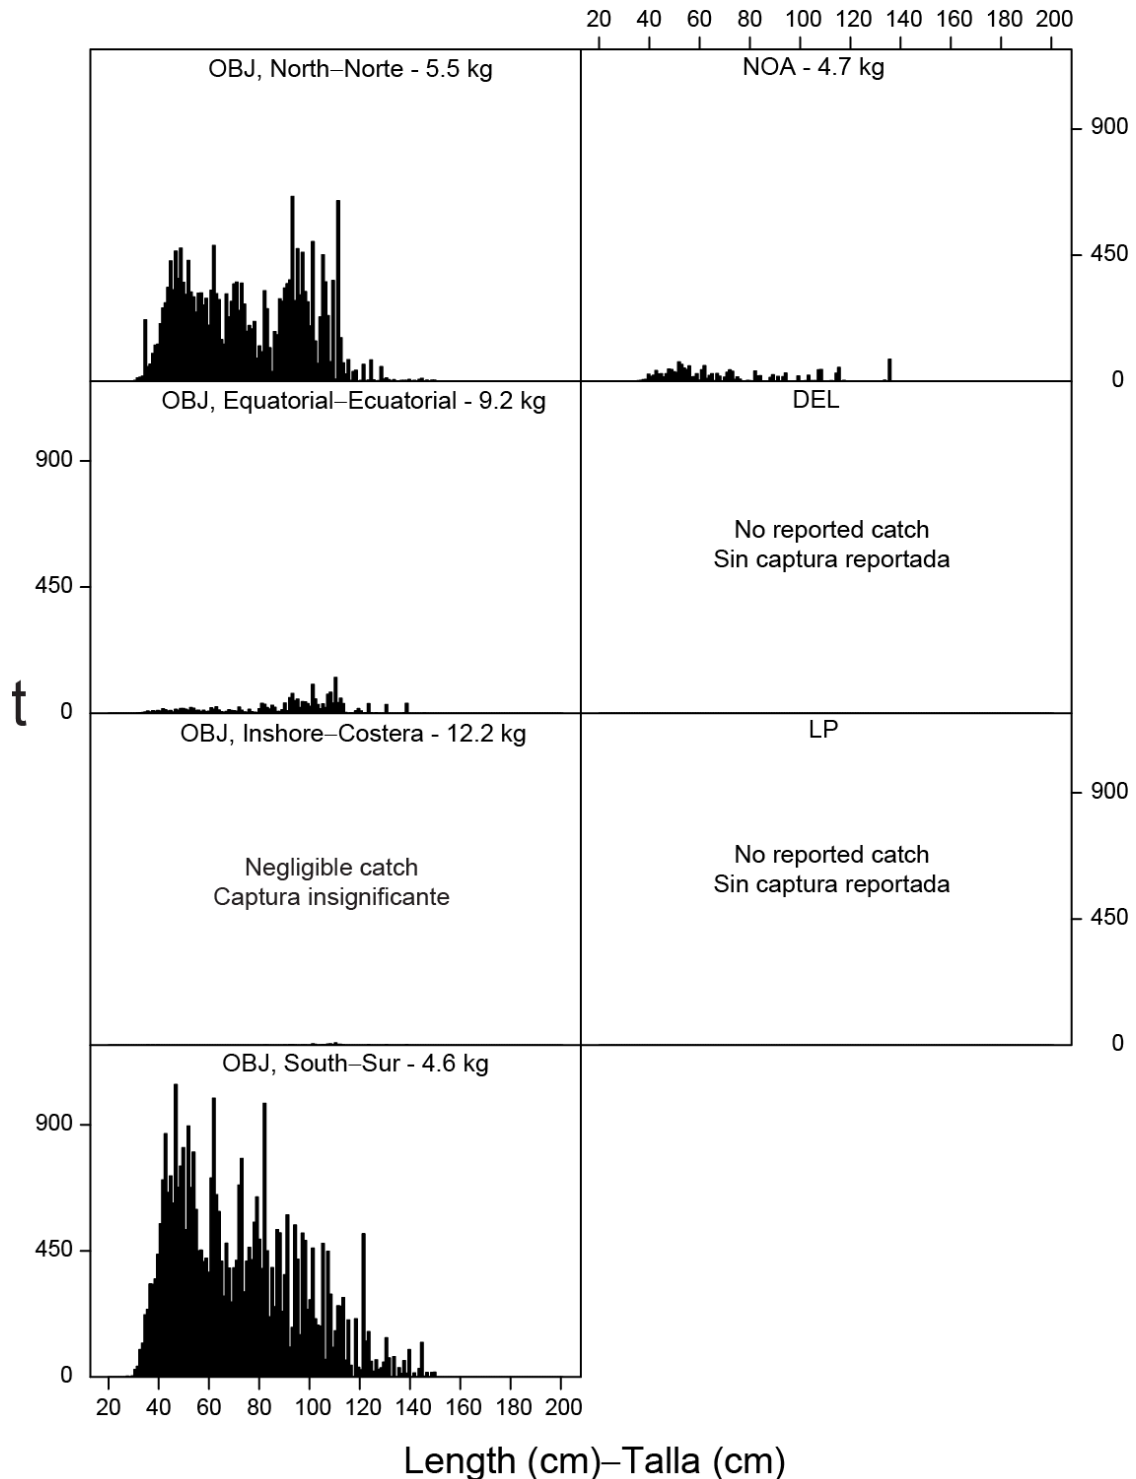 20 40 60 80 100 120 140 160 180 200
OBJ, North–Norte - 5.5 kg
NOA - 4.7 kg
900
450
0
OBJ, Equatorial–Ecuatorial - 9.2 kg
DEL
900
450
0
No reported catch
Sin captura reportada
t
OBJ, Inshore–Costera - 12.2 kg
LP
Negligible catch
Captura insignificante
No reported catch
Sin captura reportada
900
450
0
OBJ, South–Sur - 4.6 kg
900
450
0
20 40 60 80 100 120 140 160 180 200
Length (cm)–Talla (cm)